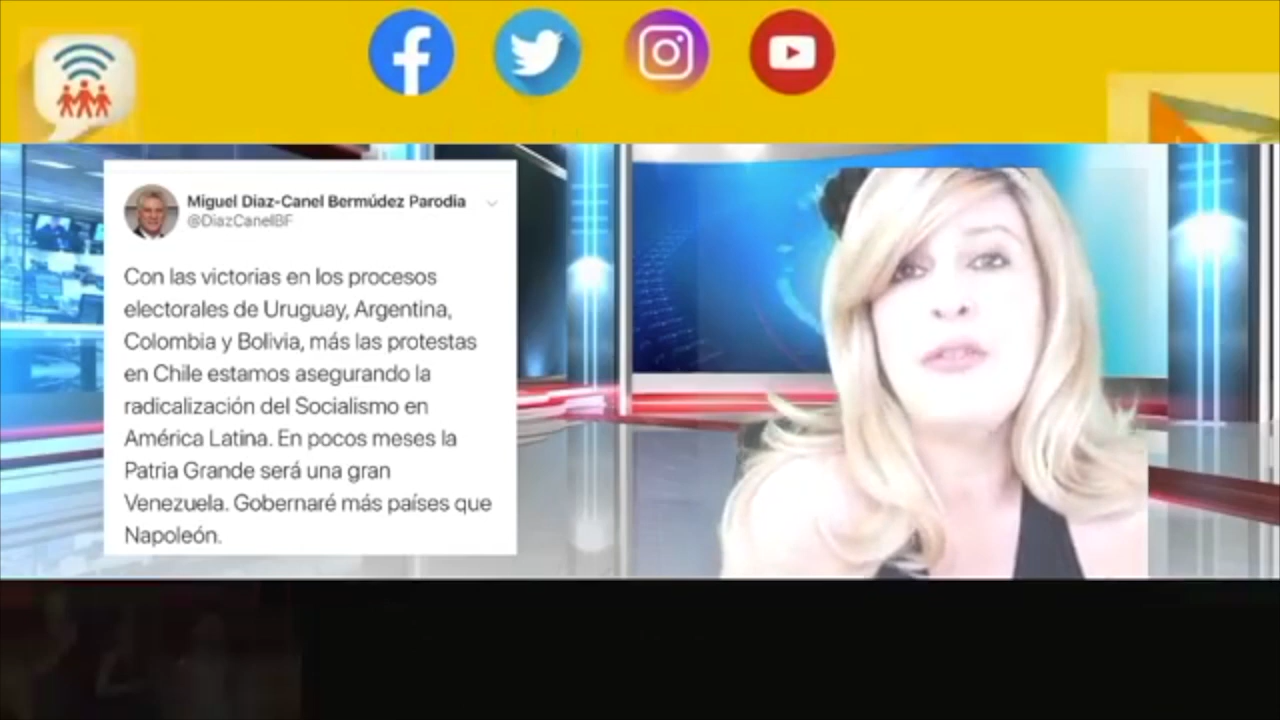 Miguel Diaz-Canel Bermúdez Parodia
@DiazCanelBF
Con las victorias en los procesos
electorales de Uruguay, Argentina,
Colombia y Bolivia, más las protestas
en Chile estamos asegurando la
radicalización del Socialismo en
América Latina. En pocos meses la
Patria Grande será una gran
Venezuela. Gobernaré más países que
Napoleón.